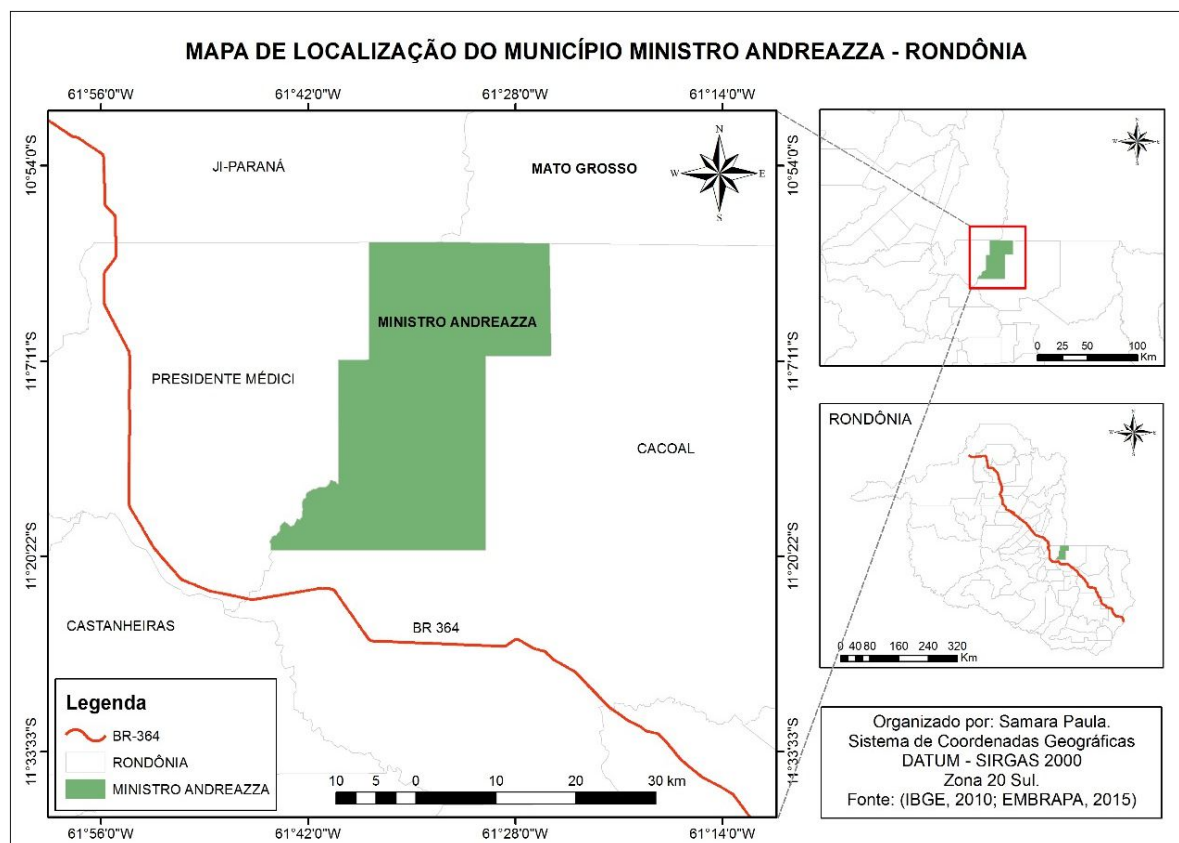 MAPA DE LOCALIZAÇÃO DO MUNICÍPIO MINISTRO ANDREAZZA - RONDÔNIA
61°56'0"W 61°42'0"W 61°28'0"W 61°14'0"W
10°54'0"S
11°7'11"S
11°20'22"S
11°33'33"S
JI-PARANÁ
MATO GROSSO
N
W E
S
MINISTRO ANDREAZZA
PRESIDENTE MÉDICI
CACOAL
CASTANHEIRAS
BR 364
Legenda
BR-364
RONDÔNIA
MINISTRO ANDREAZZA
10 5 0 10 20 30 km
10°54'0"S
11°7'11"S
11°20'22"S
11°33'33"S
61°56'0"W 61°42'0"W 61°28'0"W 61°14'0"W
N
W E
S
0 25 50 100
Km
RONDÔNIA
N
W E
S
0 40 80 160 240 320
Km
Organizado por: Samara Paula.
Sistema de Coordenadas Geográficas
DATUM - SIRGAS 2000
Zona 20 Sul.
Fonte: (IBGE, 2010; EMBRAPA, 2015)